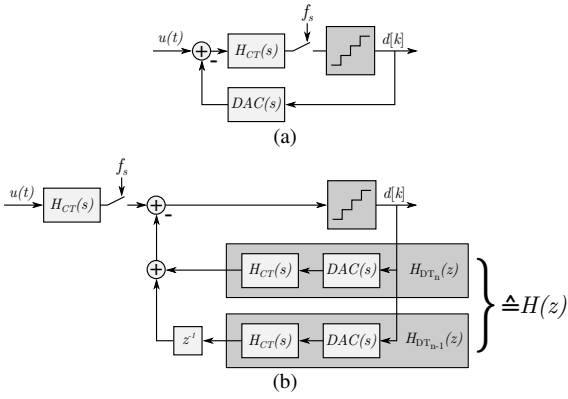 f_s
u(t)
H_CT(s)
d[k]
DAC(s)
(a)
f_s
u(t)
H_CT(s)
d[k]
H_CT(s) DAC(s) H_DT_n(z)
≜H(z)
z^-1 H_CT(s) DAC(s) H_DT_n-1(z)
(b)